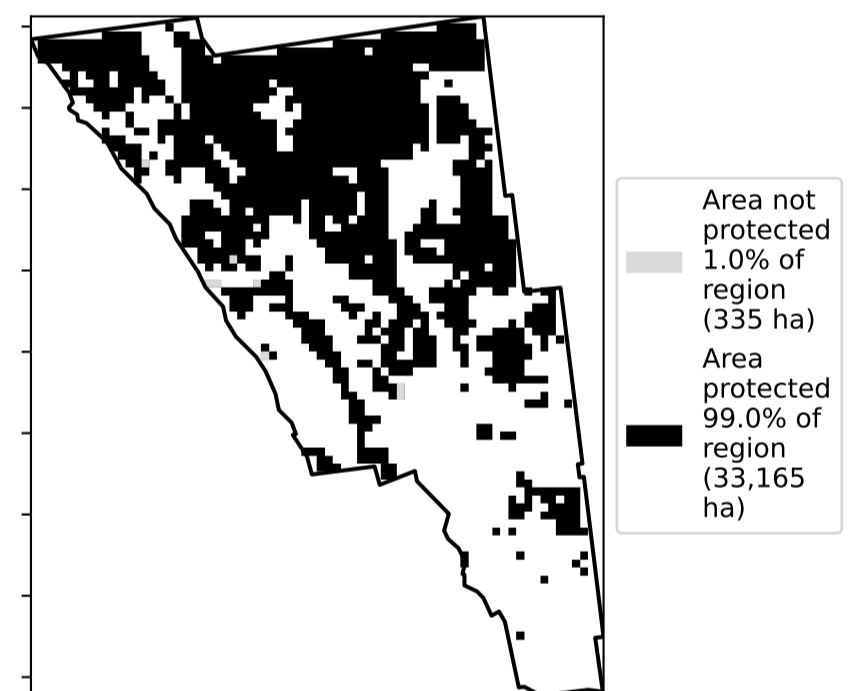 Area not
protected
1.0% of
region
(335 ha)
Area
protected
99.0% of
region
(33,165
ha)